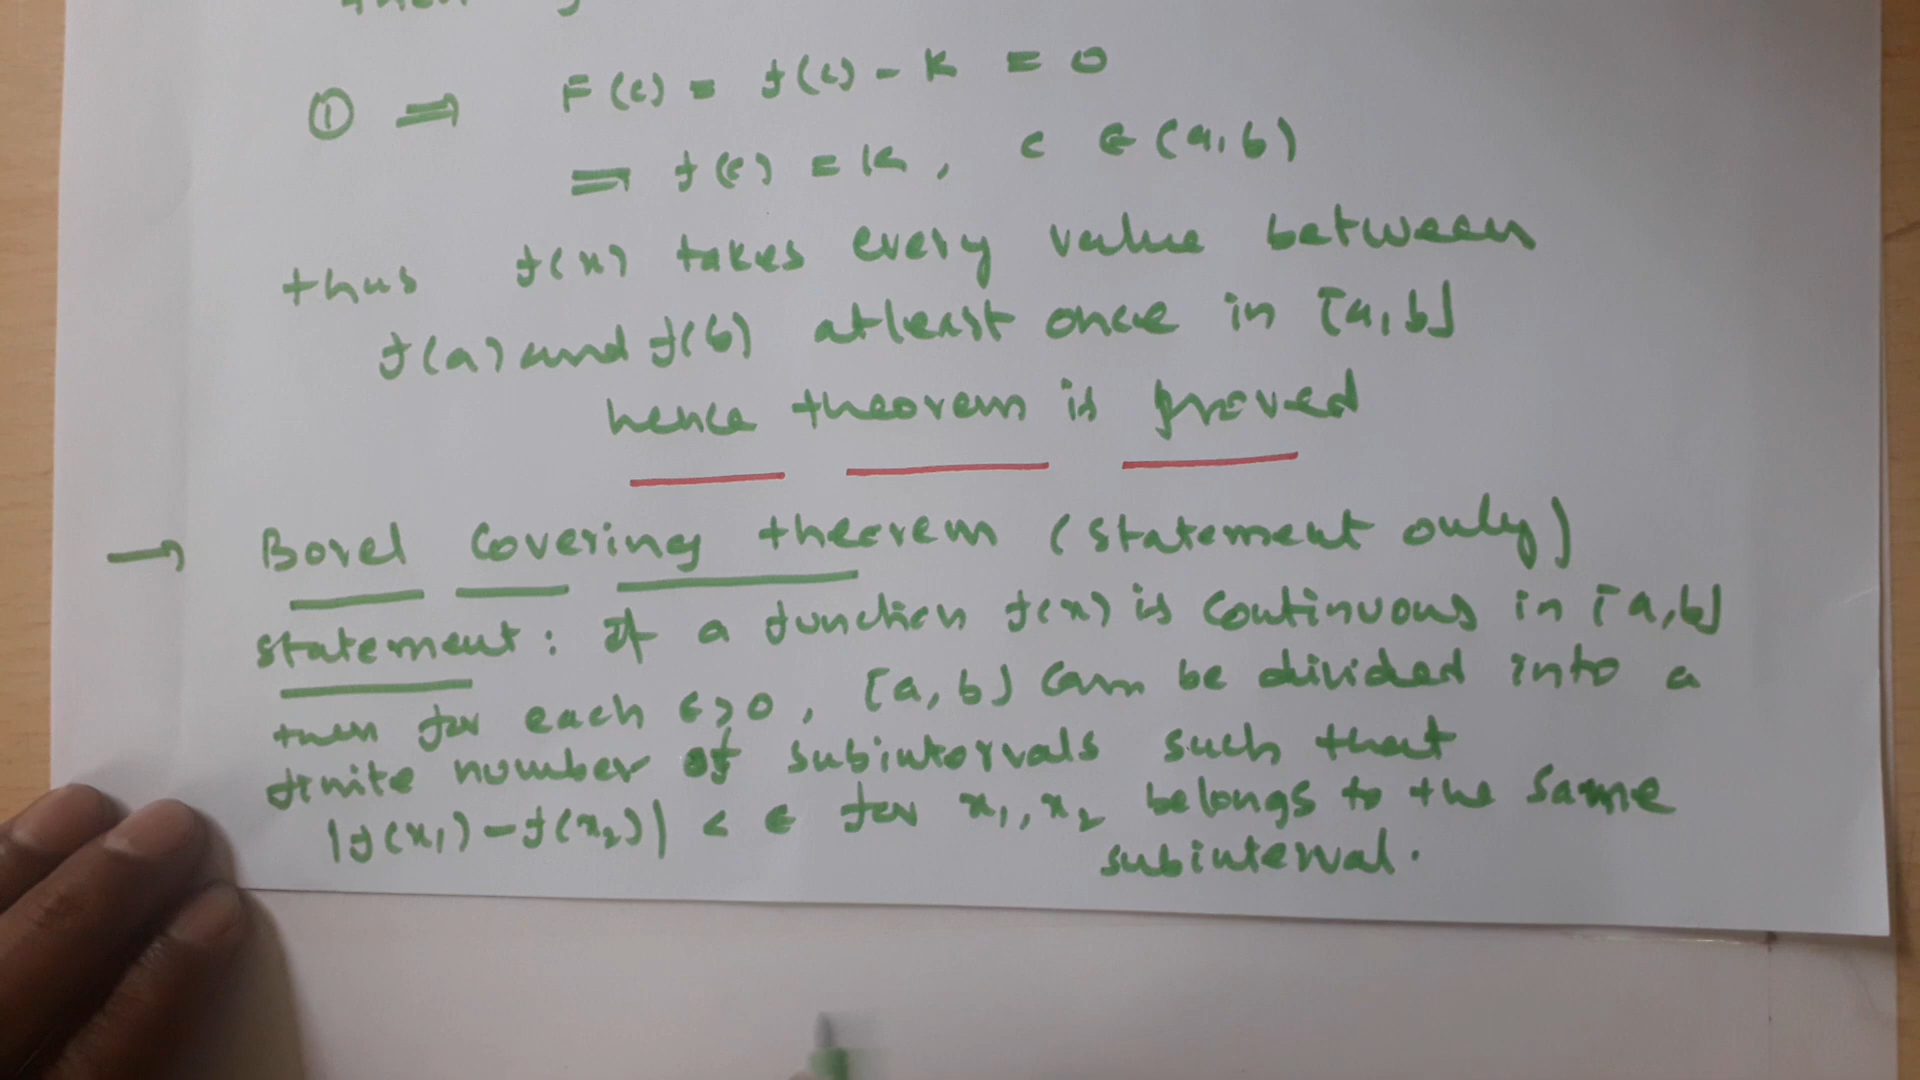 ① ⇒ F(c) = f(c) - K = 0
⇒ f(c) = K, c ∈ (a,b)
thus f(x) takes every value between
f(a) and f(b) atleast once in [a,b]
hence theorem is proved
→ Borel Covering theorem (statement only)
statement: If a function f(x) is continuous in [a,b]
then for each ε>0, [a,b] can be divided into a
finite number of subintervals such that
|f(x₁)-f(x₂)| < ε for x₁,x₂ belongs to the same
subinterval.